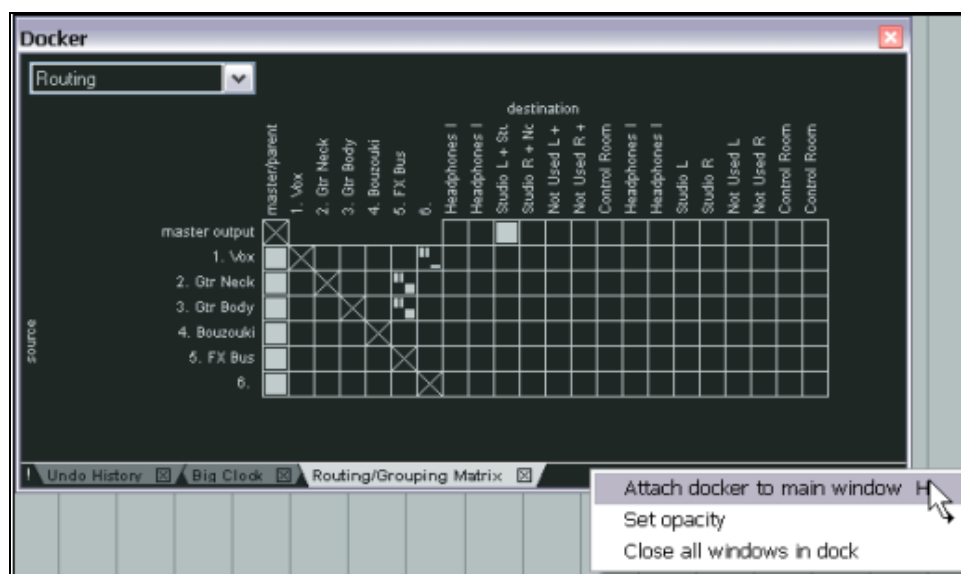 Docker
Routing
destination
master/parent
1. Vox
2. Gtr Neck
3. Gtr Body
4. Bouzouki
5. FX Bus
6.
Headphones
Headphones
Studio L +
Studio R +
Not Used L +
Not Used R +
Control Room
Headphones
Headphones
Studio L
Studio R
Not Used L
Not Used R
Control Room
Control Room
source
master output
1. Vox
2. Gtr Neck
3. Gtr Body
4. Bouzouki
5. FX Bus
6.
! Undo History Big Clock Routing/Grouping Matrix
Attach docker to main window
Set opacity
Close all windows in dock